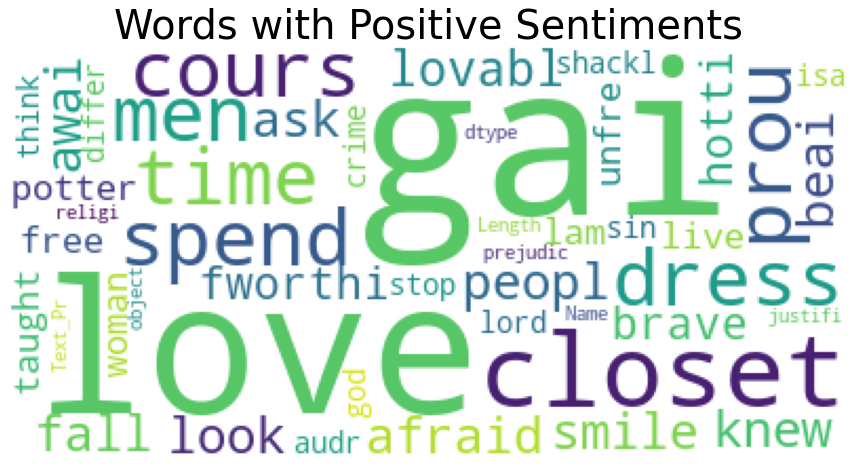 Words with Positive Sentiments
think
awai
differ
cours
men
ask
lovabl
shackl
gai
crime
dtype
unfre
hotti
prou
isa
beai
potter
time
religi
free
spend
Length
lam
sin
live
prejudic
taught
Text_Pr
love
woman
object
fworthi
stop
peopl
dress
lord
Name
brave
justifi
closet
god
fall
look
audr
afraid
smile
knew